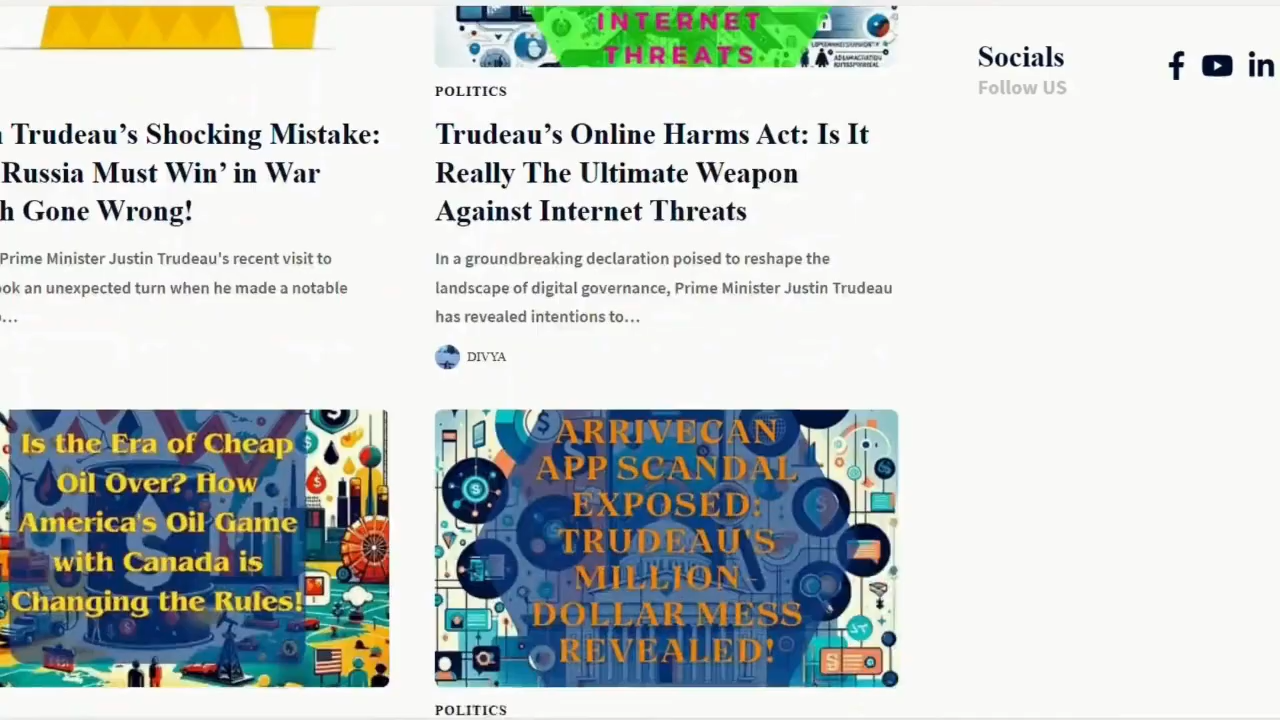 INTERNET
THREATS
Socials
Follow US
POLITICS
Trudeau’s Shocking Mistake:
Russia Must Win’ in War
h Gone Wrong!
Trudeau’s Online Harms Act: Is It
Really The Ultimate Weapon
Against Internet Threats
Prime Minister Justin Trudeau's recent visit to
ook an unexpected turn when he made a notable
In a groundbreaking declaration poised to reshape the
landscape of digital governance, Prime Minister Justin Trudeau
has revealed intentions to…
DIVYA
Is the Era of Cheap
Oil Over? How
America's Oil Game
with Canada is
Changing the Rules!
ARRIVECAN
APP SCANDAL
EXPOSED:
TRUDEAU'S
MILLION-
DOLLAR MESS
REVEALED!
POLITICS